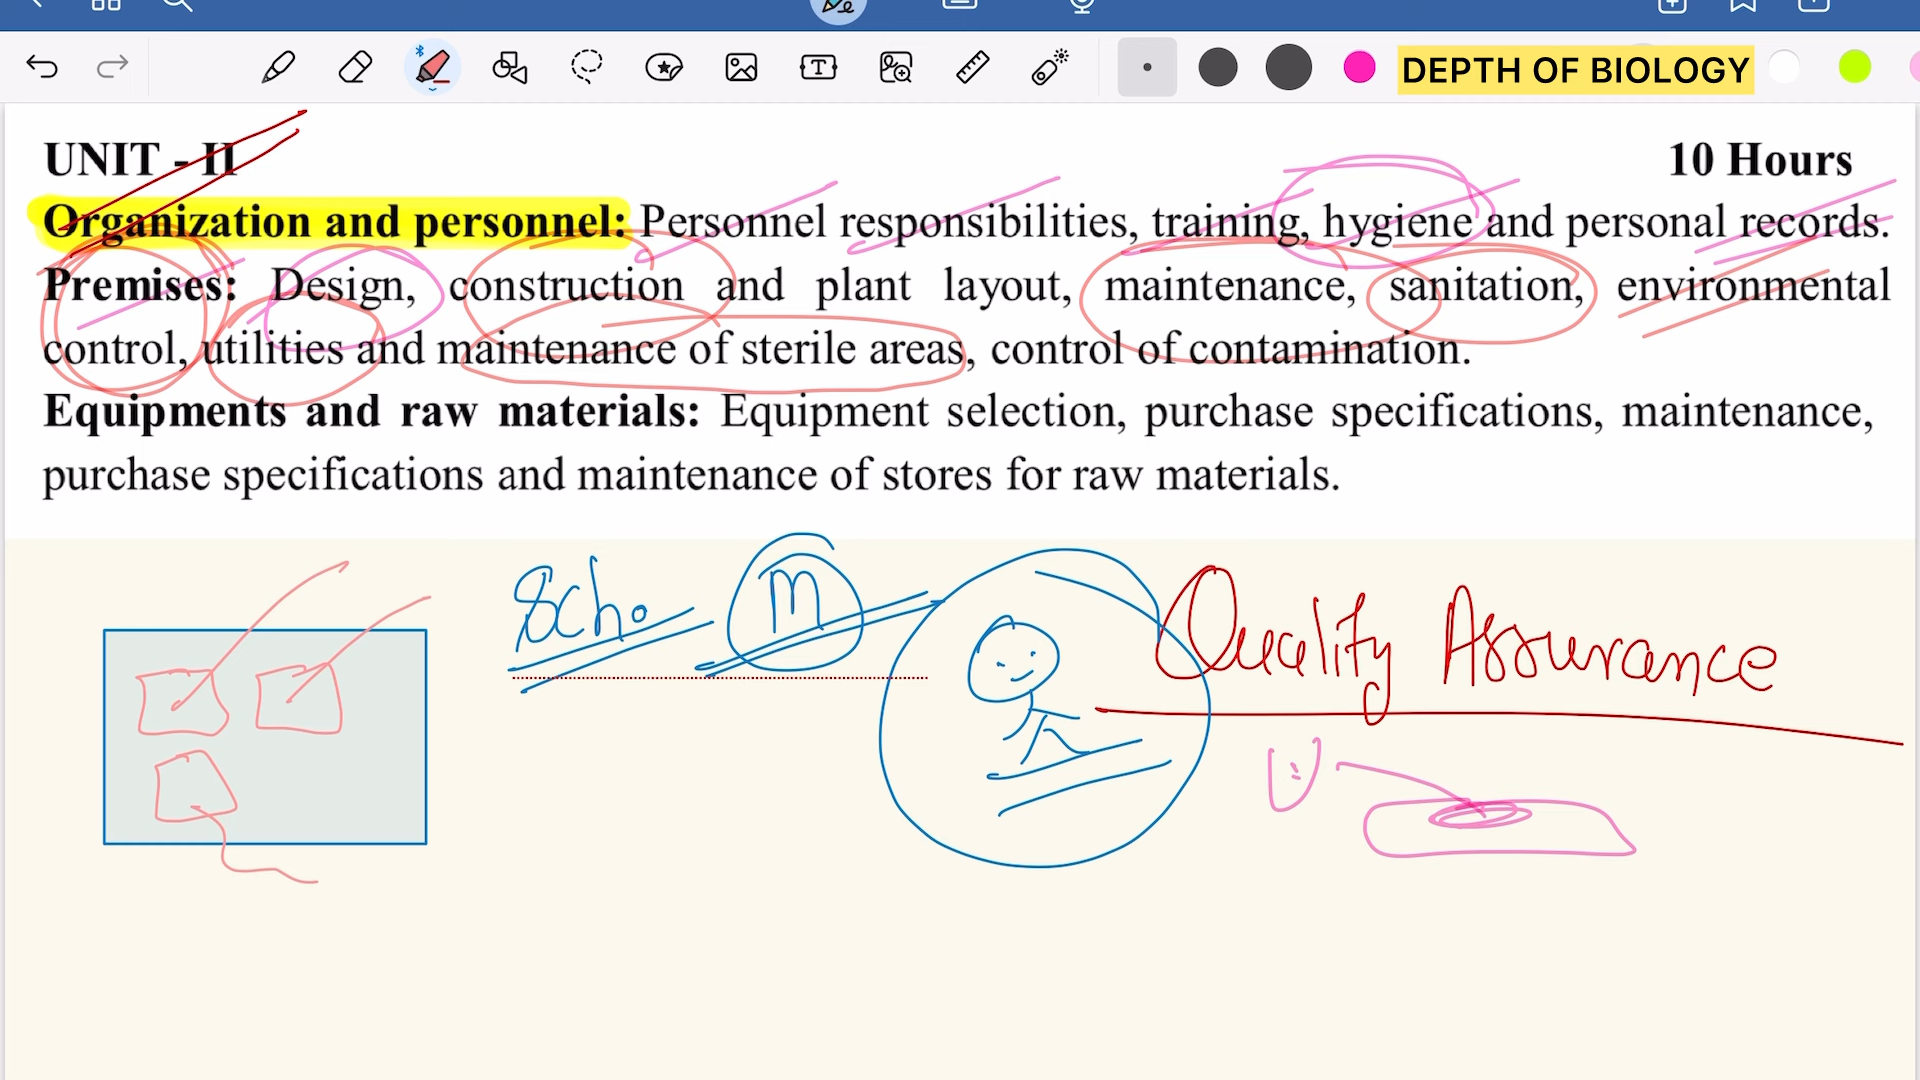 DEPTH OF BIOLOGY
UNIT - II 10 Hours
Organization and personnel: Personnel responsibilities, training, hygiene and personal records.
Premises: Design, construction and plant layout, maintenance, sanitation, environmental
control, utilities and maintenance of sterile areas, control of contamination.
Equipments and raw materials: Equipment selection, purchase specifications, maintenance,
purchase specifications and maintenance of stores for raw materials.
Scho M
Quality Assurance